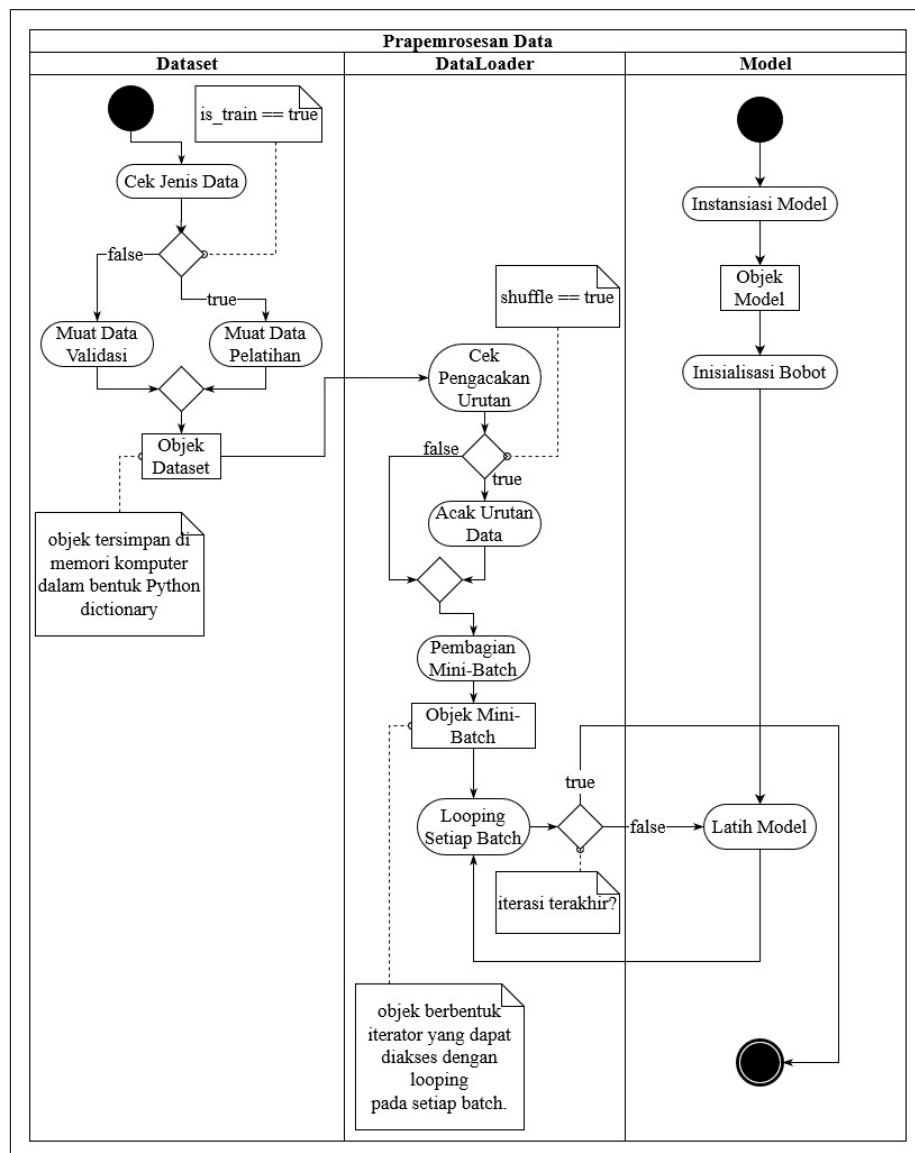 Prapemrosesan Data
Dataset
DataLoader
Model
is_train == true
Cek Jenis Data
false
true
Muat Data
Validasi
Muat Data
Pelatihan
Objek
Dataset
objek tersimpan di
memori komputer
dalam bentuk Python
dictionary
shuffle == true
Cek
Pengacakan
Urutan
false
true
Acak Urutan
Data
Pembagian
Mini-Batch
Objek Mini-
Batch
Looping
Setiap Batch
true
false
iterasi terakhir?
objek berbentuk
iterator yang dapat
diakses dengan
looping
pada setiap batch.
Instansiasi Model
Objek
Model
Inisialisasi Bobot
Latih Model